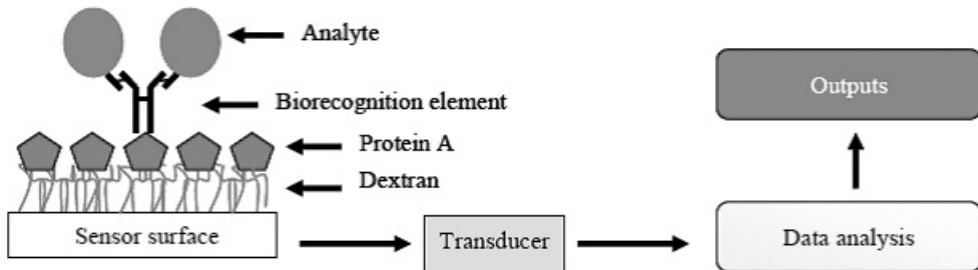 Analyte
Biorecognition element
Protein A
Dextran
Sensor surface
Transducer
Data analysis
Outputs